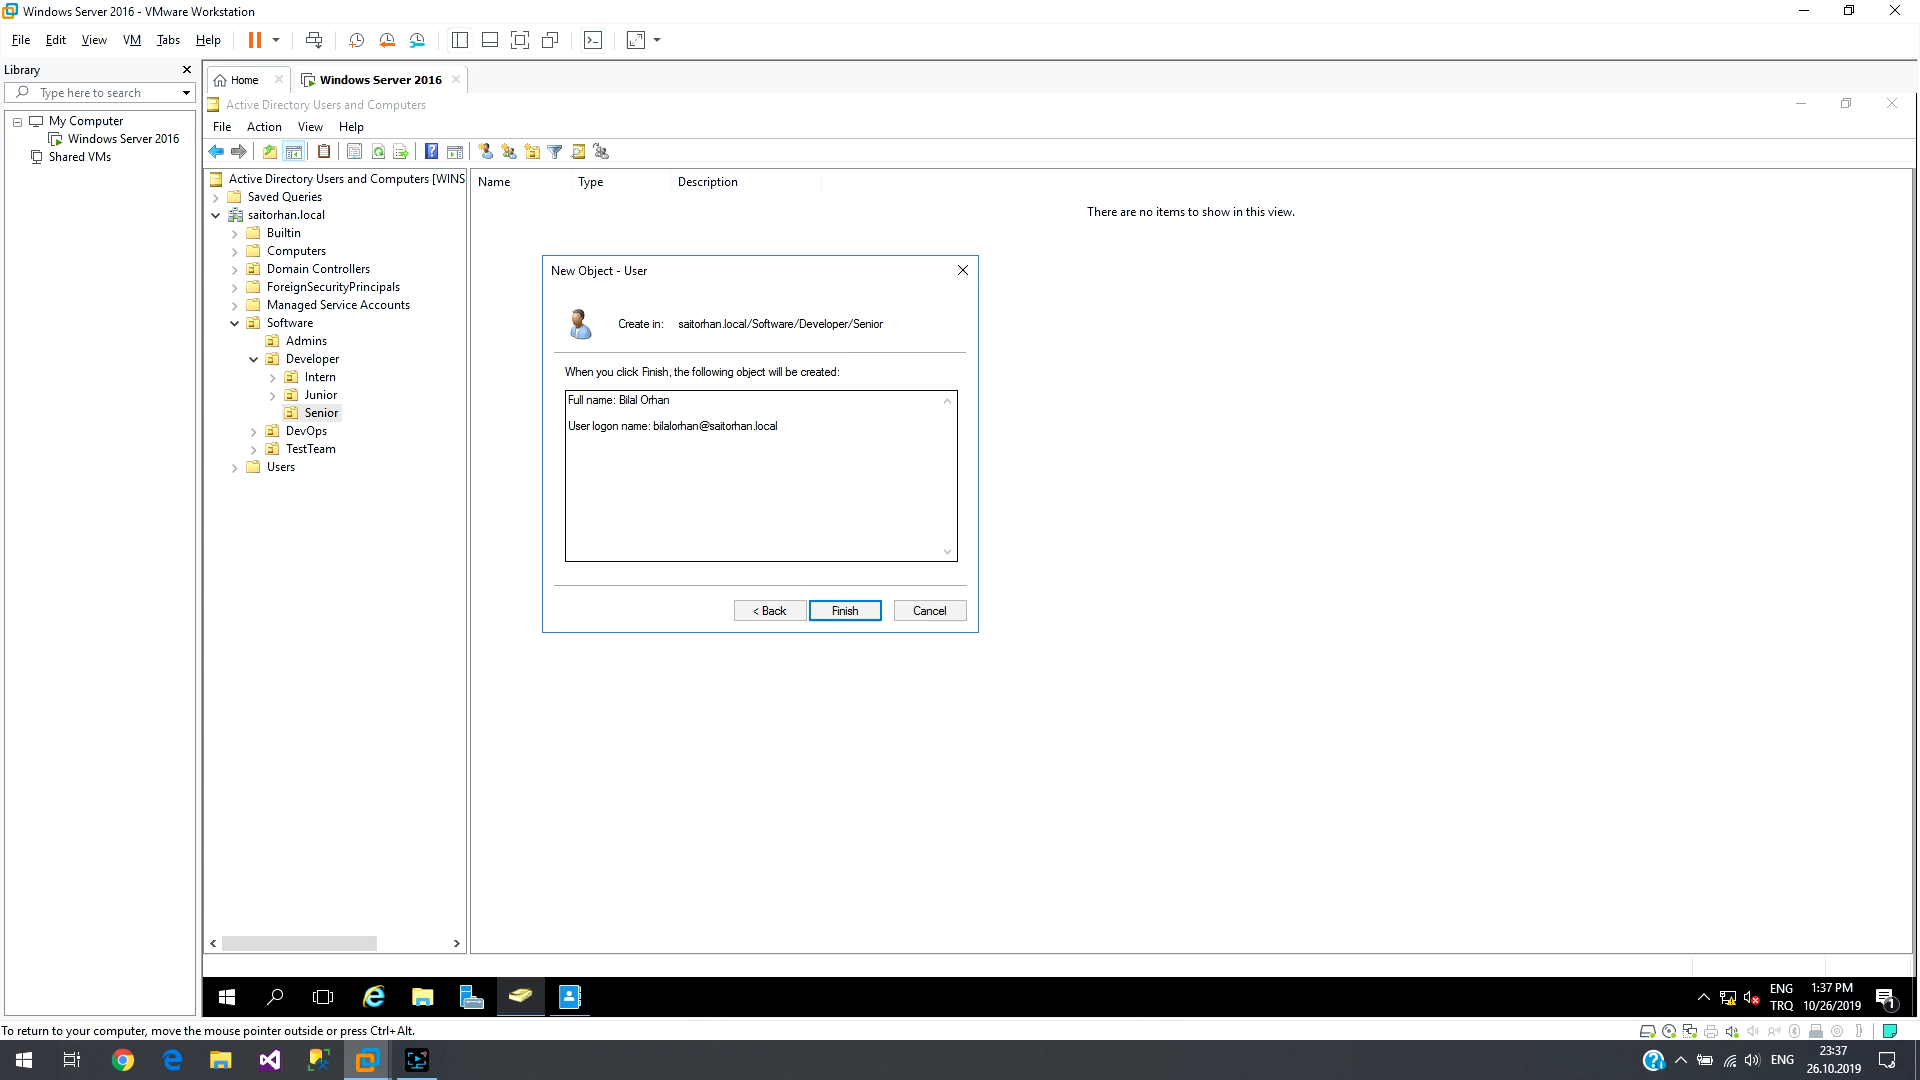 Windows Server 2016 - VMware Workstation
File Edit View VM Tabs Help
Library
Type here to search
My Computer
Windows Server 2016
Shared VMs
Home
Windows Server 2016
Active Directory Users and Computers
File Action View Help
Active Directory Users and Computers [WINS
Saved Queries
saitorhan.local
Builtin
Computers
Domain Controllers
ForeignSecurityPrincipals
Managed Service Accounts
Software
Admins
Developer
Intern
Junior
Senior
DevOps
TestTeam
Users
Name Type Description
There are no items to show in this view.
New Object - User
Create in: saitorhan.local/Software/Developer/Senior
When you click Finish, the following object will be created:
Full name: Bilal Orhan
User logon name: bilalorhan@saitorhan.local
< Back Finish Cancel
ENG 1:37 PM
TRQ 10/26/2019
1
To return to your computer, move the mouse pointer outside or press Ctrl+Alt.
ENG
23:37
26.10.2019